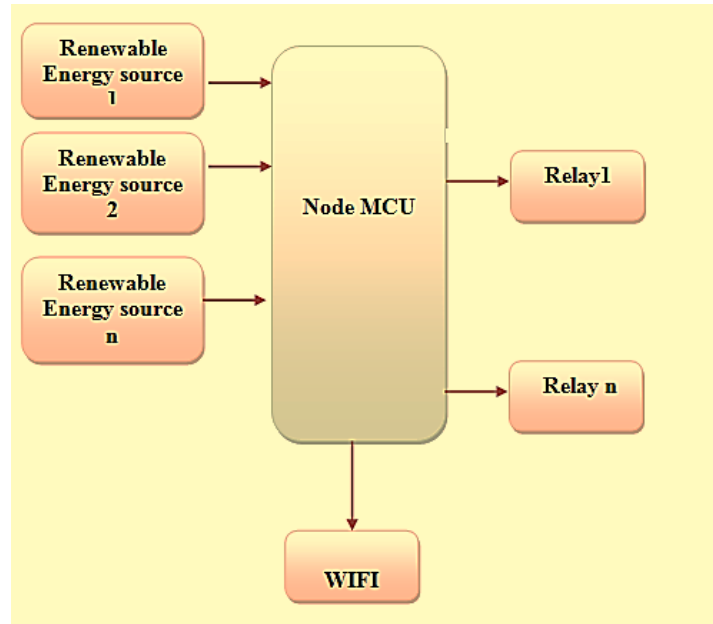 Renewable
Energy source
1
Renewable
Energy source
2
Renewable
Energy source
n
Node MCU
Relay1
Relay n
WIFI